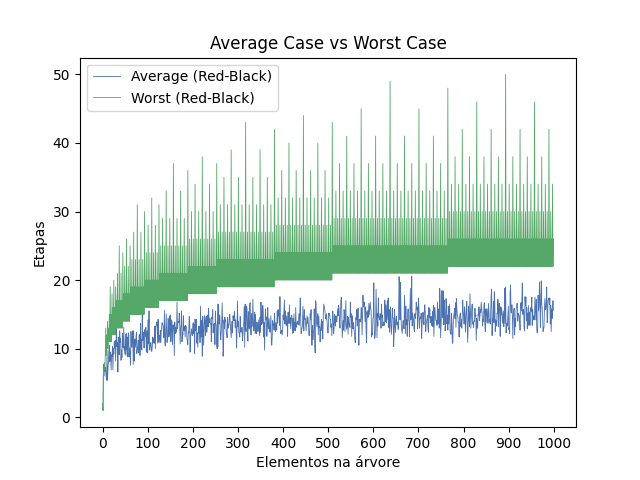 Average Case vs Worst Case
Average (Red-Black)
Worst (Red-Black)
50
40
30
20
10
0
Etapas
0 100 200 300 400 500 600 700 800 900 1000
Elementos na árvore